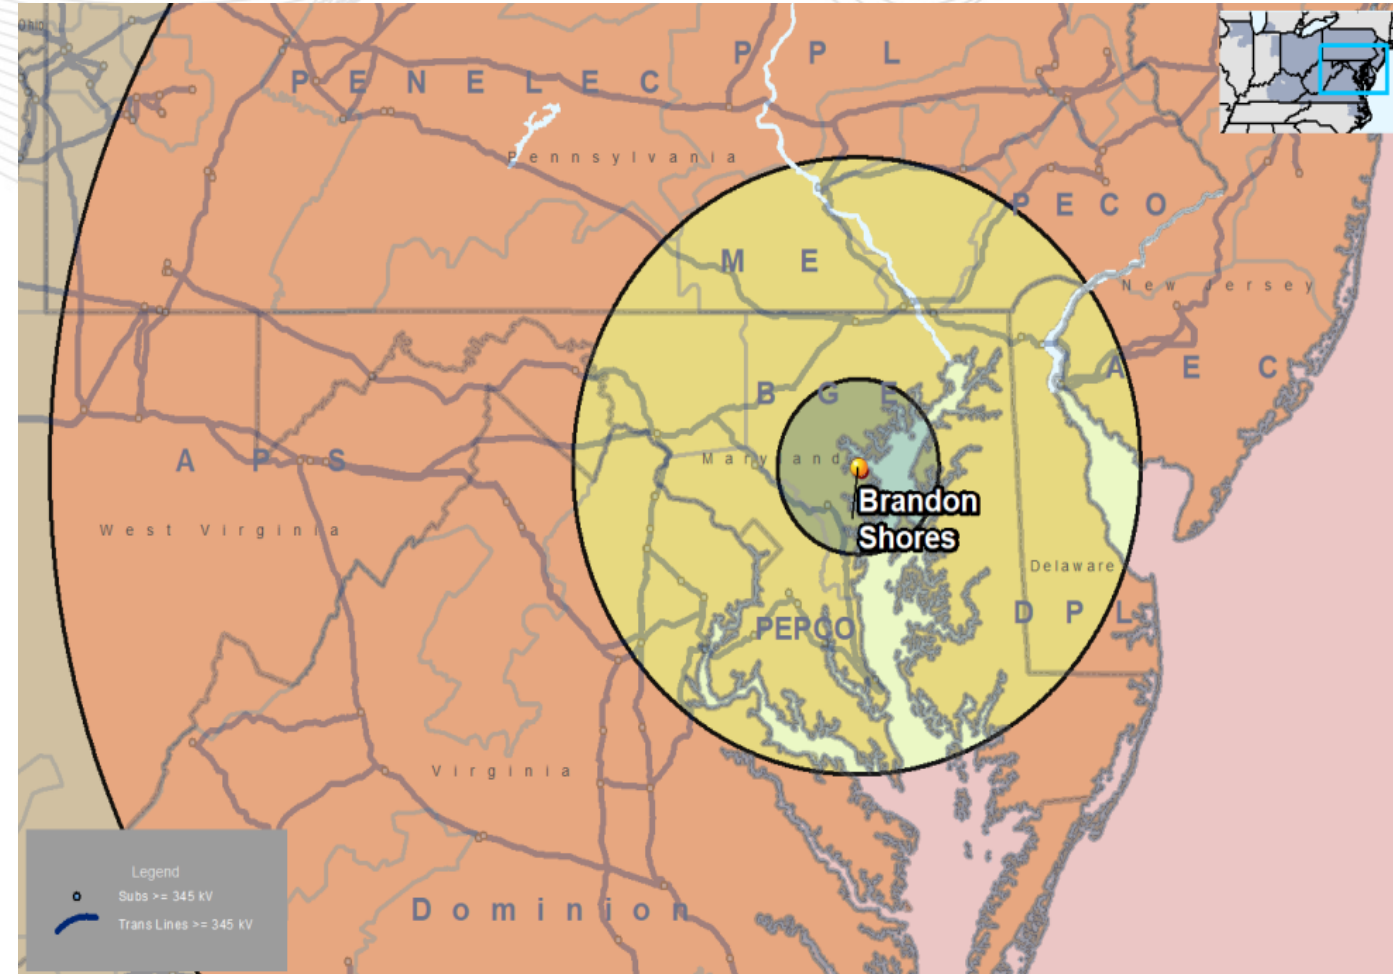 Ohio
P P L
P E N E L E C
Pennsylvania
P E C O
M E
New Jersey
A E C
B G E
Maryland
A P S
Brandon
Shores
West Virginia
Delaware
D P L
PEPCO
Virginia
Legend
Subs >= 345 kV
Trans Lines >= 345 kV
Dominion